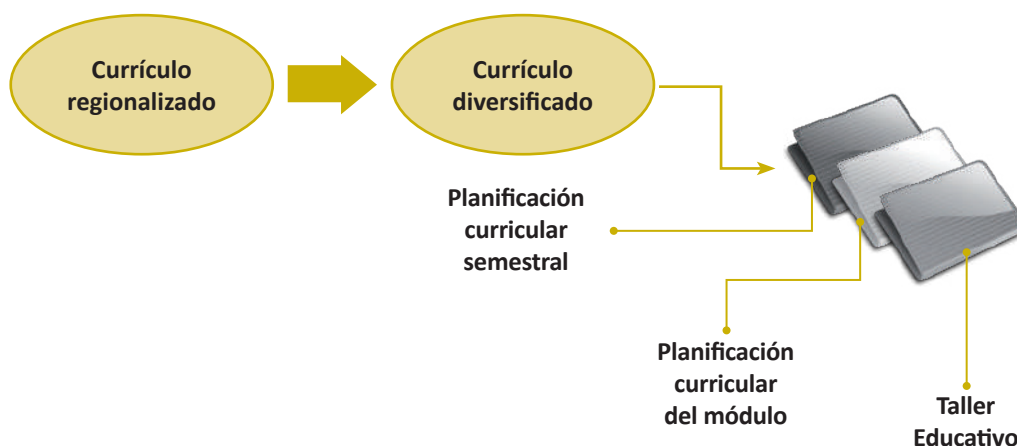 Currículo
regionalizado
Currículo
diversificado
Planificación
curricular
semestral
Planificación
curricular
del módulo
Taller
Educativo